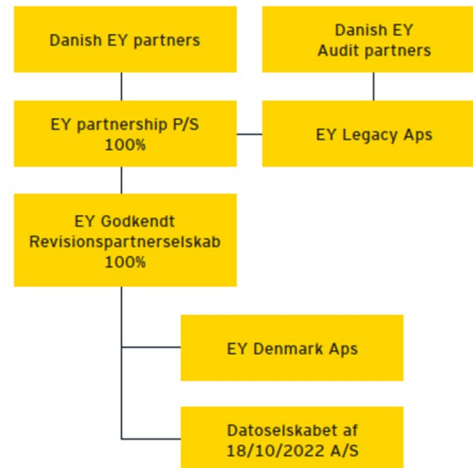 Danish EY partners
Danish EY
Audit partners
EY partnership P/S
100%
EY Legacy Aps
EY Godkendt
Revisionspartnerselskab
100%
EY Denmark Aps
Datoselskabet af
18/10/2022 A/S